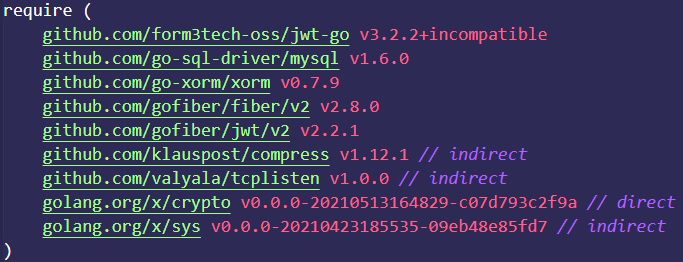 require (
github.com/form3tech-oss/jwt-go v3.2.2+incompatible
github.com/go-sql-driver/mysql v1.6.0
github.com/go-xorm/xorm v0.7.9
github.com/gofiber/fiber/v2 v2.8.0
github.com/gofiber/jwt/v2 v2.2.1
github.com/klauspost/compress v1.12.1 // indirect
github.com/valyala/tcplisten v1.0.0 // indirect
golang.org/x/crypto v0.0.0-20210513164829-c07d793c2f9a // direct
golang.org/x/sys v0.0.0-20210423185535-09eb48e85fd7 // indirect
)